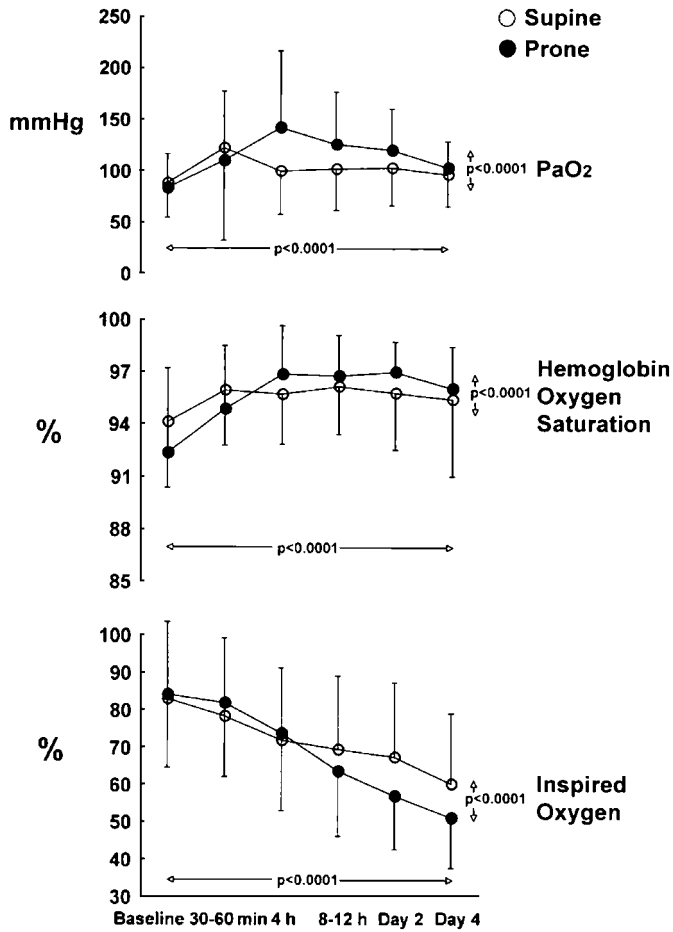 Supine
Prone
250
200
mmHg 150
100
50
0
p<0.0001 PaO2
p<0.0001
100
97
94
91
88
85
%
p<0.0001
Hemoglobin
Oxygen
Saturation
p<0.0001
100
90
80
70
60
50
40
30
%
p<0.0001
Inspired
Oxygen
p<0.0001
Baseline 30-60 min 4 h 8-12 h Day 2 Day 4